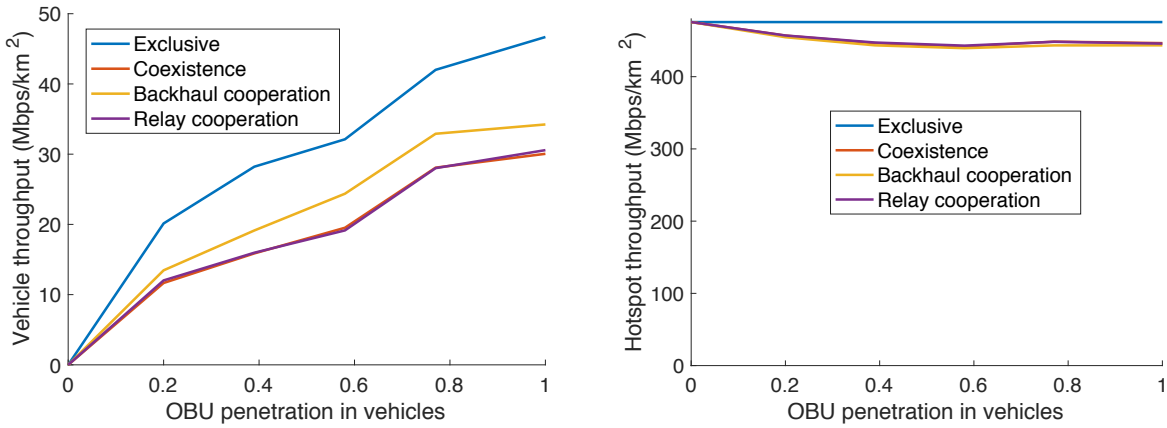 50
40
30
20
10
0
Vehicle throughput (Mbps/km ²)
Exclusive
Coexistence
Backhaul cooperation
Relay cooperation
0 0.2 0.4 0.6 0.8 1
OBU penetration in vehicles
400
300
200
100
0
Hotspot throughput (Mbps/km ²)
Exclusive
Coexistence
Backhaul cooperation
Relay cooperation
0 0.2 0.4 0.6 0.8 1
OBU penetration in vehicles